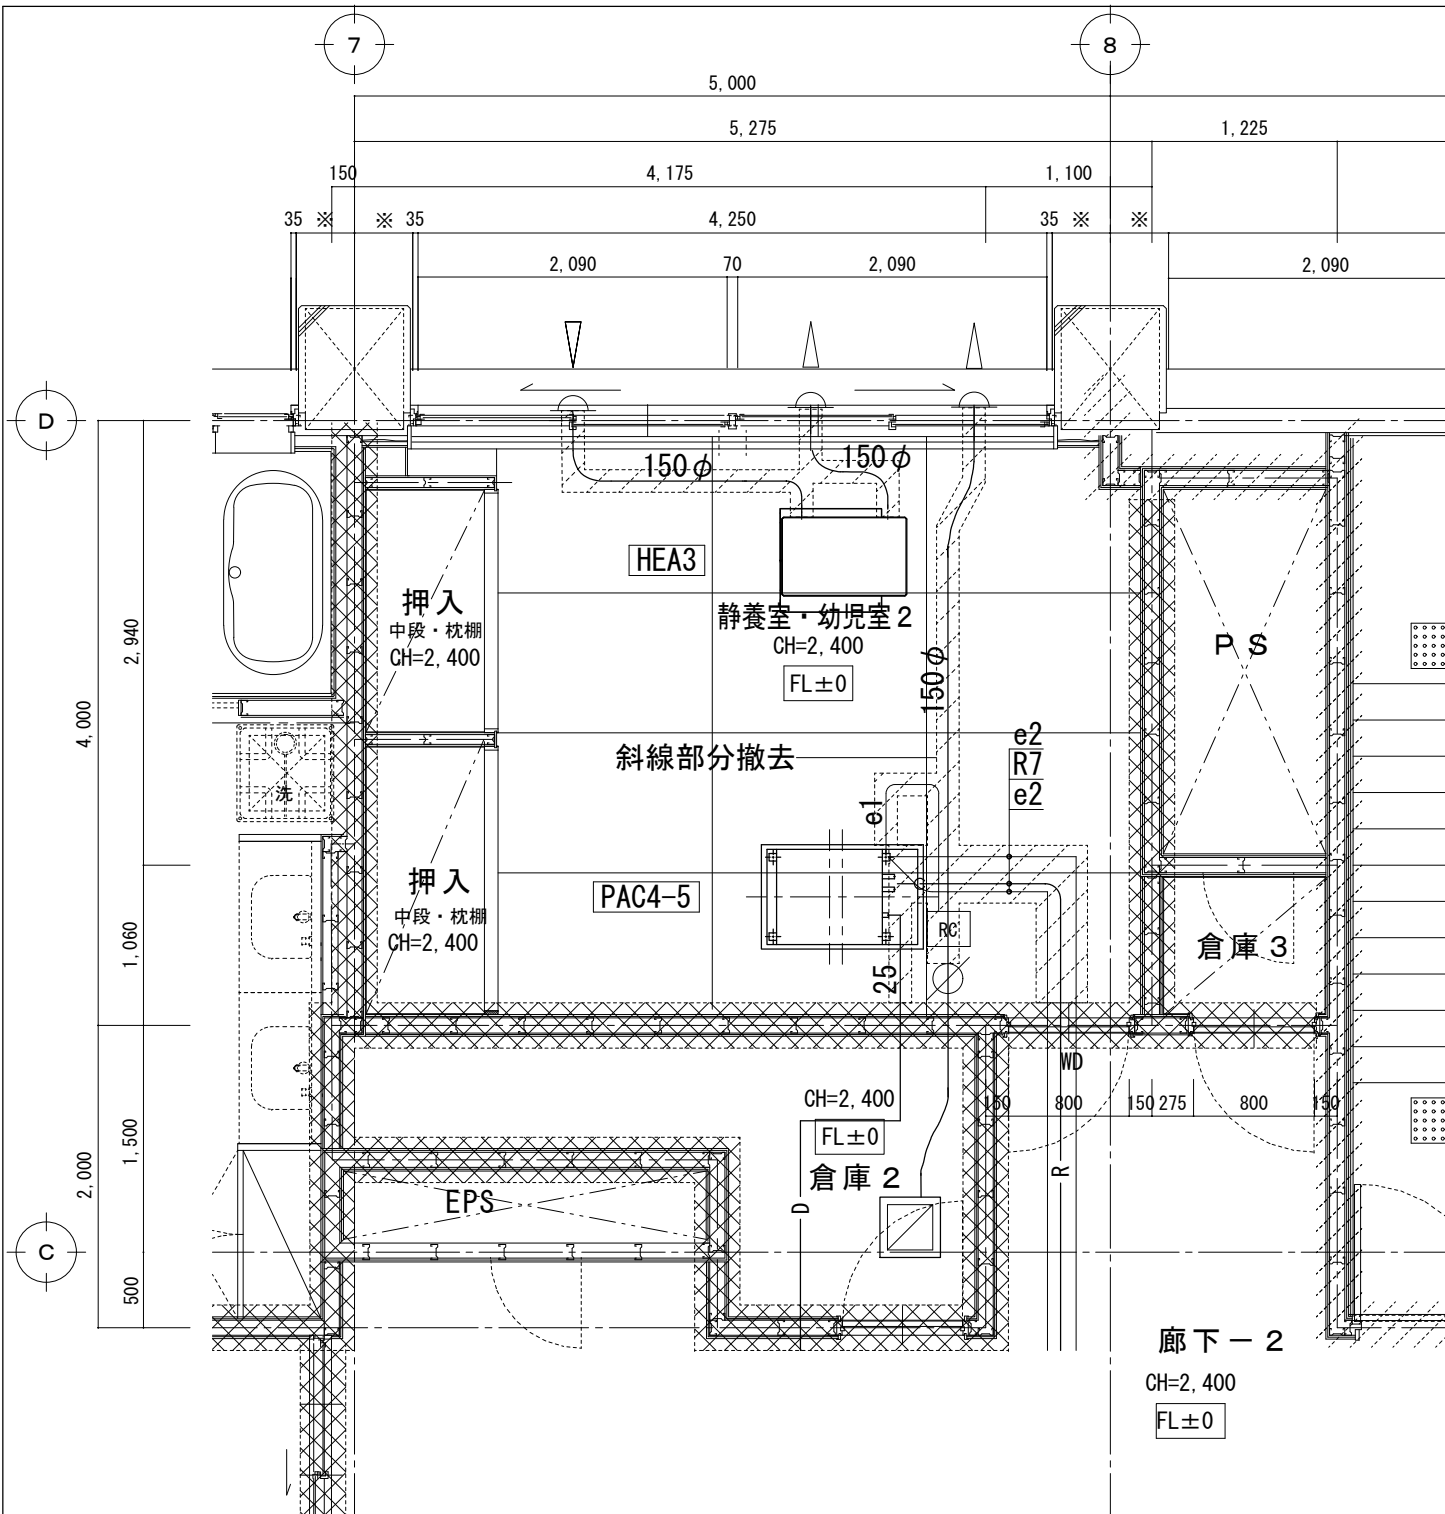 7
8
5,000
5,275
1,225
150
4,175
1,100
35
※
※
35
4,250
35
※
※
2,090
70
2,090
2,090
D
150φ
150φ
HEA3
押入
中段・枕棚
CH=2,400
静養室・幼児室2
CH=2,400
FL±0
150φ
PS
2,940
4,000
斜線部分撤去
e2
R7
e2
洗
e1
押入
中段・枕棚
CH=2,400
PAC4-5
RC
25
倉庫3
1,060
WD
CH=2,400
FL±0
倉庫2
150
800
150
275
800
150
1,500
2,000
EPS
D
R
C
500
廊下－2
CH=2,400
FL±0